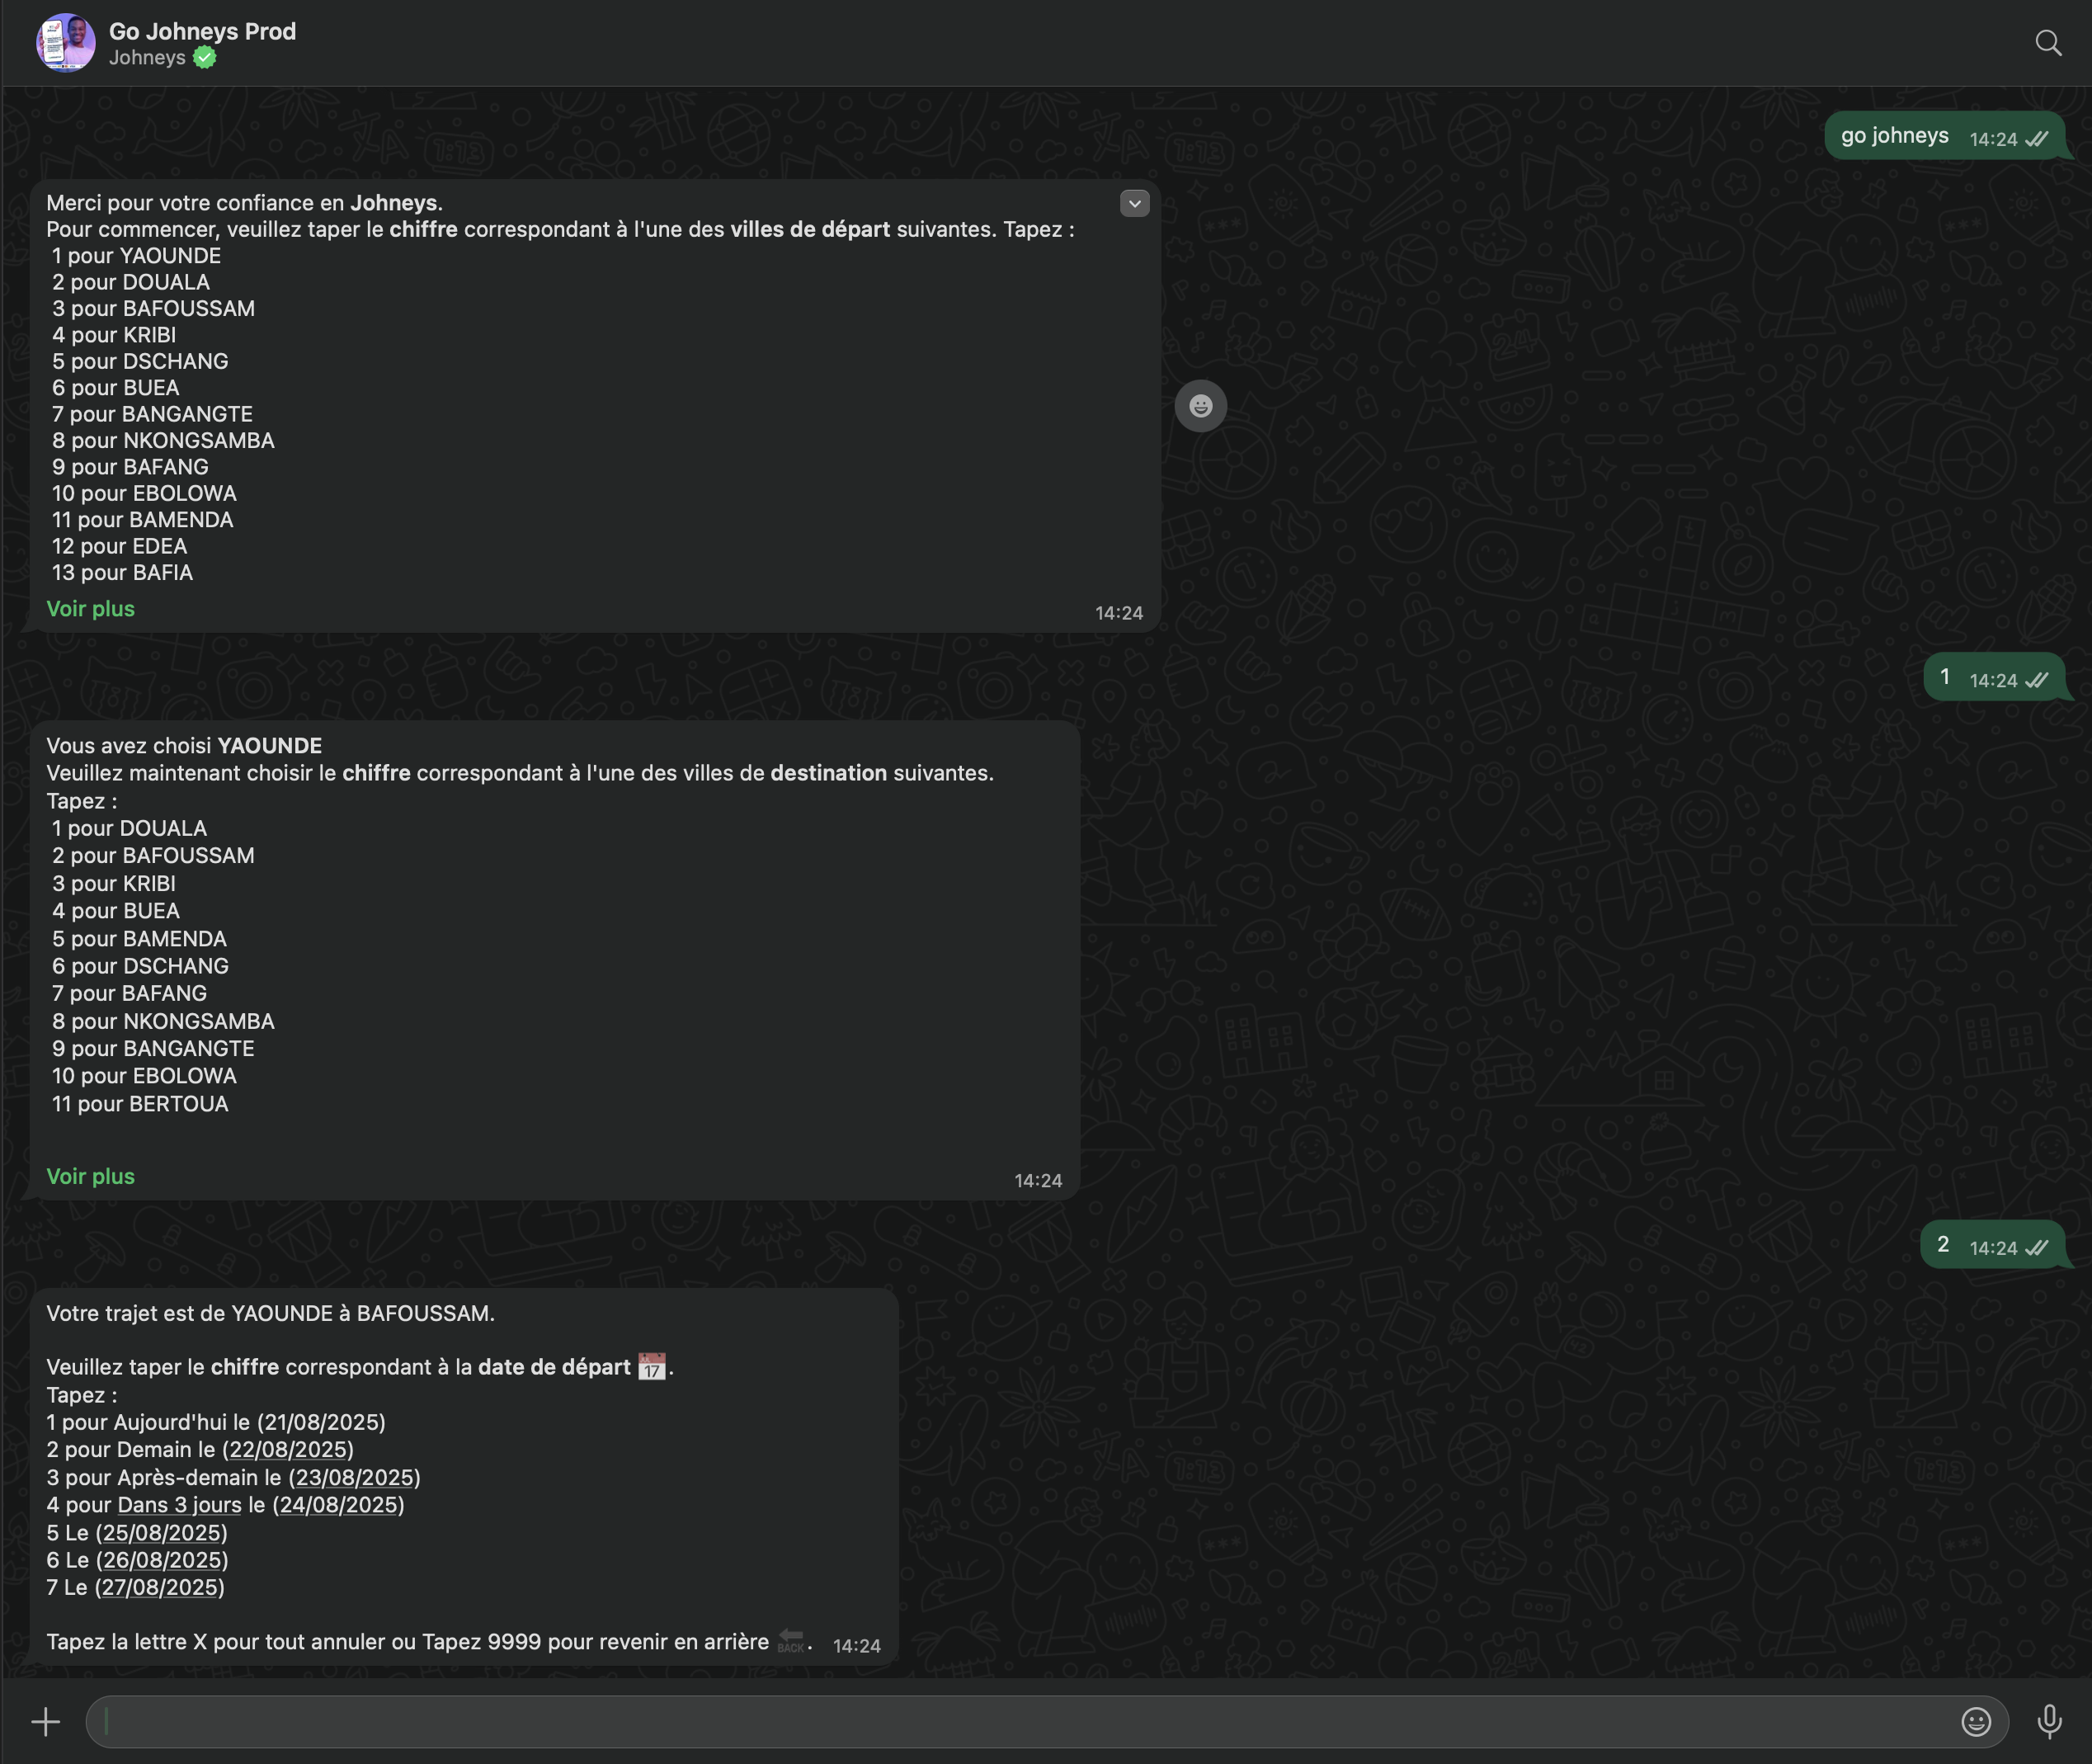 Go Johneys Prod
Johneys
go johneys 14:24
Merci pour votre confiance en Johneys.
Pour commencer, veuillez taper le chiffre correspondant à l'une des villes de départ suivantes. Tapez :
1 pour YAOUNDE
2 pour DOUALA
3 pour BAFOUSSAM
4 pour KRIBI
5 pour DSCHANG
6 pour BUEA
7 pour BANGANGTE
8 pour NKONGSAMBA
9 pour BAFANG
10 pour EBOLOWA
11 pour BAMENDA
12 pour EDEA
13 pour BAFIA
Voir plus
14:24
1 14:24
Vous avez choisi YAOUNDE
Veuillez maintenant choisir le chiffre correspondant à l'une des villes de destination suivantes.
Tapez :
1 pour DOUALA
2 pour BAFOUSSAM
3 pour KRIBI
4 pour BUEA
5 pour BAMENDA
6 pour DSCHANG
7 pour BAFANG
8 pour NKONGSAMBA
9 pour BANGANGTE
10 pour EBOLOWA
11 pour BERTOUA
Voir plus
14:24
2 14:24
Votre trajet est de YAOUNDE à BAFOUSSAM.
Veuillez taper le chiffre correspondant à la date de départ 📅.
Tapez :
1 pour Aujourd'hui le (21/08/2025)
2 pour Demain le (22/08/2025)
3 pour Après-demain le (23/08/2025)
4 pour Dans 3 jours le (24/08/2025)
5 Le (25/08/2025)
6 Le (26/08/2025)
7 Le (27/08/2025)
Tapez la lettre X pour tout annuler ou Tapez 9999 pour revenir en arrière 🔙. 14:24